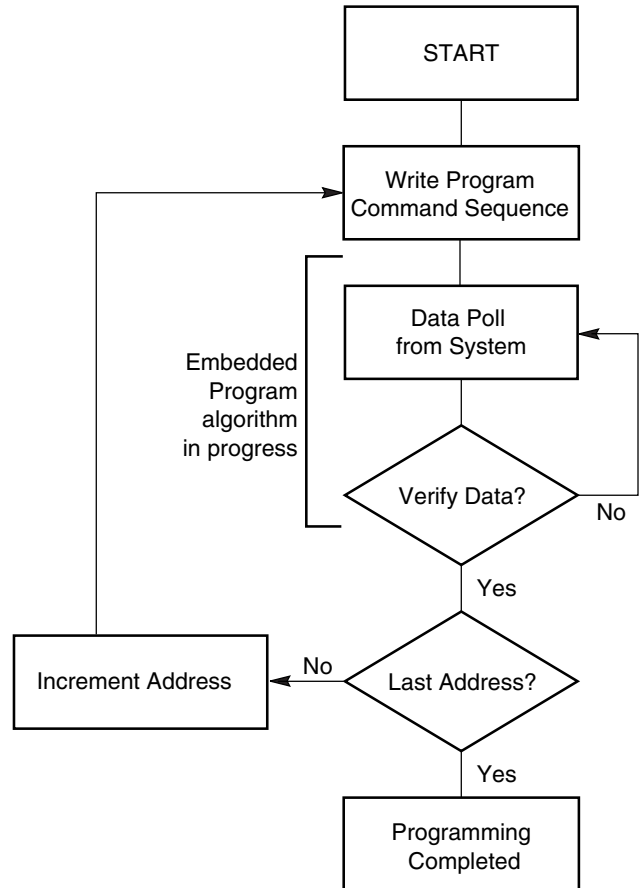 START
Write Program
Command Sequence
Data Poll
from System
Embedded
Program
algorithm
in progress
Verify Data?
No
Yes
Last Address?
No
Increment Address
Yes
Programming
Completed